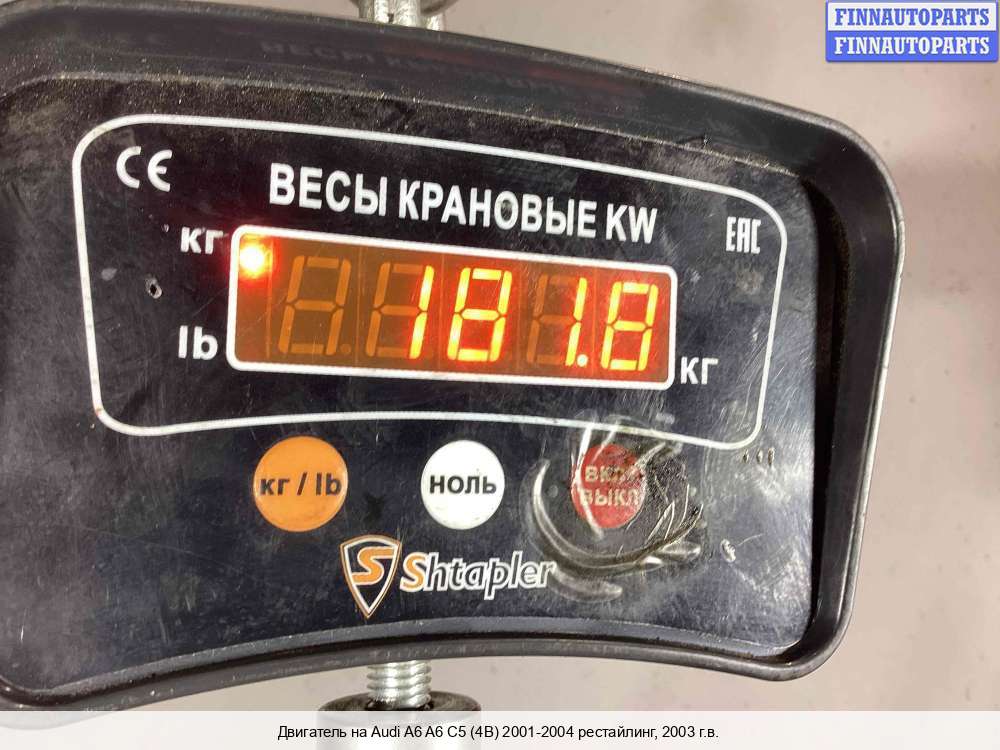 FINNAUTOPARTS
FINNAUTOPARTS
CE
ВЕСЫ КРАНОВЫЕ KW
EAC
кг
181.8
lb
кг
кг / lb
НОЛЬ
ВКЛ
ВЫКЛ
S Shtapler
Двигатель на Audi A6 A6 C5 (4B) 2001-2004 рестайлинг, 2003 г.в.